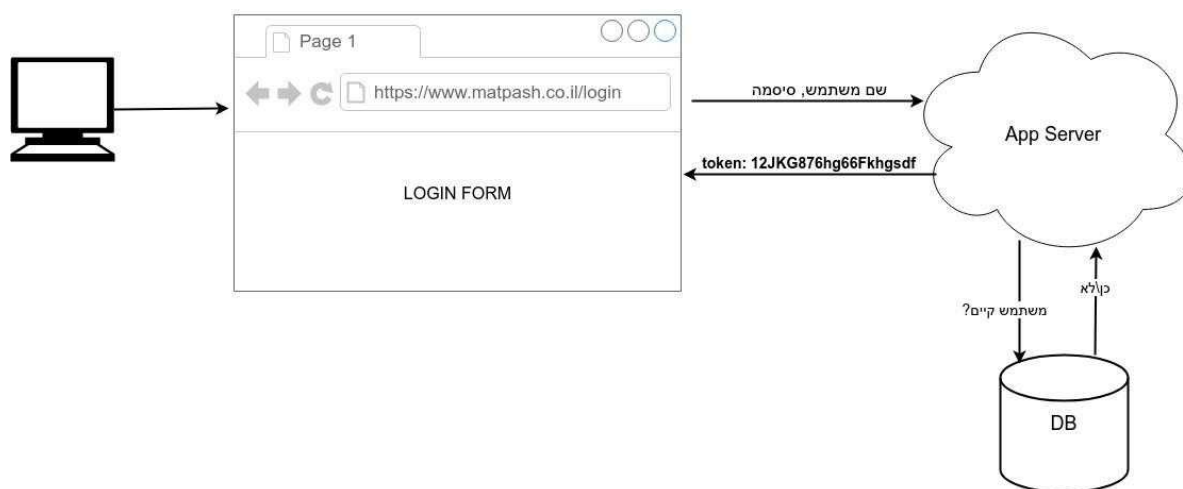 Page 1
https://www.matpash.co.il/login
LOGIN FORM
שם משתמש, סיסמה
token: 12JKG876hg66Fkhgsdf
App Server
משתמש קיים?
כן\לא
DB